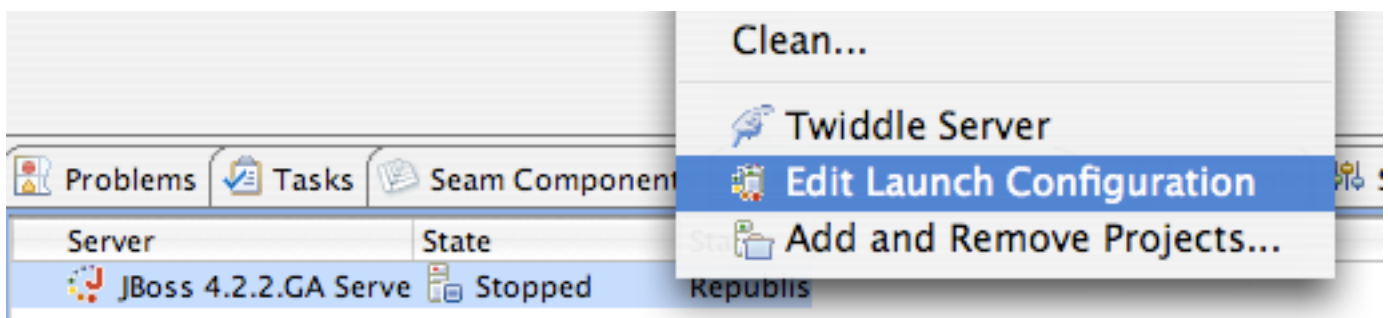 Clean...
Twiddle Server
Edit Launch Configuration
Add and Remove Projects...
Problems Tasks Seam Component
Server State
JBoss 4.2.2.GA Serve Stopped Republis